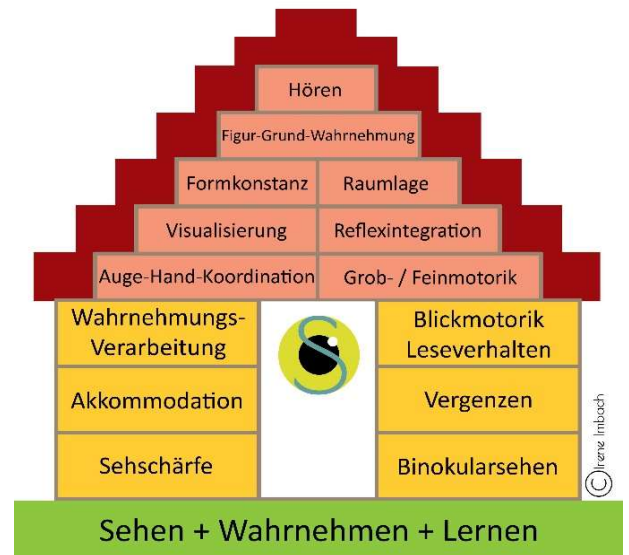 Hören
Figur-Grund-Wahrnehmung
Formkonstanz Raumlage
Visualisierung Reflexintegration
Auge-Hand-Koordination Grob- / Feinmotorik
Wahrnehmungs-
Verarbeitung
Blickmotorik
Leseverhalten
Akkommodation Vergenzen
Sehschärfe Binokularsehen
S
© Irene Imbach
Sehen + Wahrnehmen + Lernen